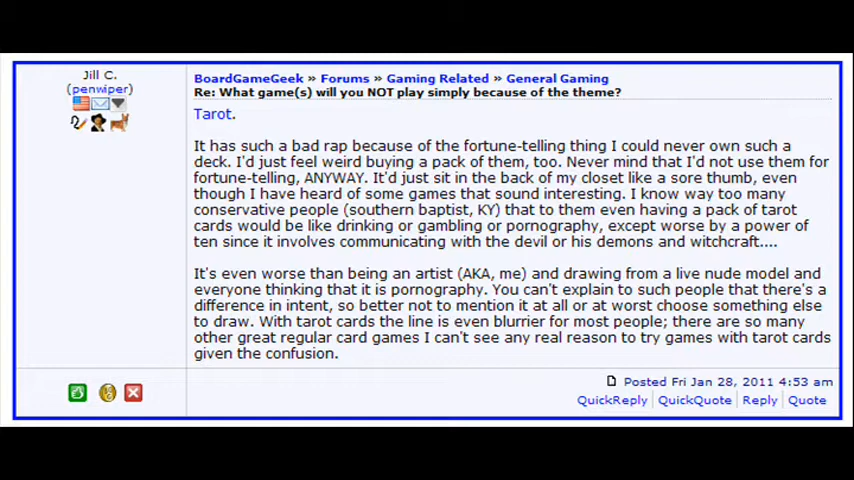 Jill C.
(penwiper)
BoardGameGeek » Forums » Gaming Related » General Gaming
Re: What game(s) will you NOT play simply because of the theme?
Tarot.
It has such a bad rap because of the fortune-telling thing I could never own such a
deck. I'd just feel weird buying a pack of them, too. Never mind that I'd not use them for
fortune-telling, ANYWAY. It'd just sit in the back of my closet like a sore thumb, even
though I have heard of some games that sound interesting. I know way too many
conservative people (southern baptist, KY) that to them even having a pack of tarot
cards would be like drinking or gambling or pornography, except worse by a power of
ten since it involves communicating with the devil or his demons and witchcraft....
It's even worse than being an artist (AKA, me) and drawing from a live nude model and
everyone thinking that it is pornography. You can't explain to such people that there's a
difference in intent, so better not to mention it at all or at worst choose something else
to draw. With tarot cards the line is even blurrier for most people; there are so many
other great regular card games I can't see any real reason to try games with tarot cards
given the confusion.
Posted Fri Jan 28, 2011 4:53 am
QuickReply QuickQuote Reply Quote